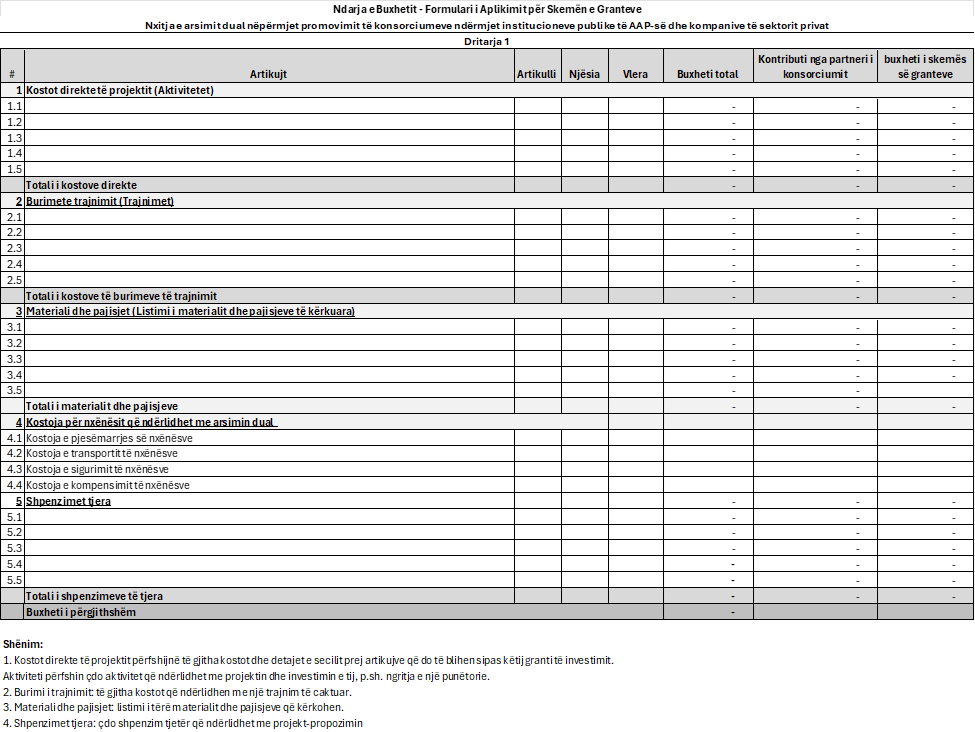 Ndarja e Buxhetit - Formulari i Aplikimit për Skemën e Granteve
Nxitja e arsimit dual nëpërmjet promovimit të konsorciumeve ndërmjet institucioneve publike të AAP-së dhe kompanive të sektorit privat
Dritarja 1
# Artikujt Artikulli Njësia Vlera Buxheti total Kontributi nga partneri i konsorciumit buxheti i skemës së granteve
1 Kostot direkte të projektit (Aktivitetet)
1.1 - - -
1.2 - - -
1.3 - - -
1.4 - - -
1.5 - - -
Totali i kostove direkte - - -
2 Burimet e trajnimit (Trajnimet)
2.1 - - -
2.2 - - -
2.3 - - -
2.4 - - -
2.5 - - -
Totali i kostove të burimeve të trajnimit - - -
3 Materiali dhe pajisjet (Listimi i materialit dhe pajisjeve të kërkuara)
3.1 - - -
3.2 - - -
3.3 - - -
3.4 - - -
3.5 - -
Totali i materialit dhe pajisjeve - - -
4 Kostoja për nxënësit që ndërlidhet me arsimin dual
4.1 Kostoja e pjesëmarrjes së nxënësve
4.2 Kostoja e transportit të nxënësve
4.3 Kostoja e sigurimit të nxënësve
4.4 Kostoja e kompensimit të nxënësve
5 Shpenzimet tjera - - -
5.1 - - -
5.2 - - -
5.3 - - -
5.4 - - -
5.5 - - -
Totali i shpenzimeve të tjera - - -
Buxheti i përgjithshëm -
Shënim:
1. Kostot direkte të projektit përfshijnë të gjitha kostot dhe detajet e secilit prej artikujve që do të blihen sipas këtij granti të investimit.
Aktiviteti përfshin çdo aktivitet që ndërlidhet me projektin dhe investimin e tij, p.sh. ngritja e një punëtorie.
2. Burimi i trajnimit: të gjitha kostot që ndërlidhen me një trajnim të caktuar.
3. Materiali dhe pajisjet: listimi i tërë materialit dhe pajisjeve që kërkohen.
4. Shpenzimet tjera: çdo shpenzim tjetër që ndërlidhet me projekt-propozimin